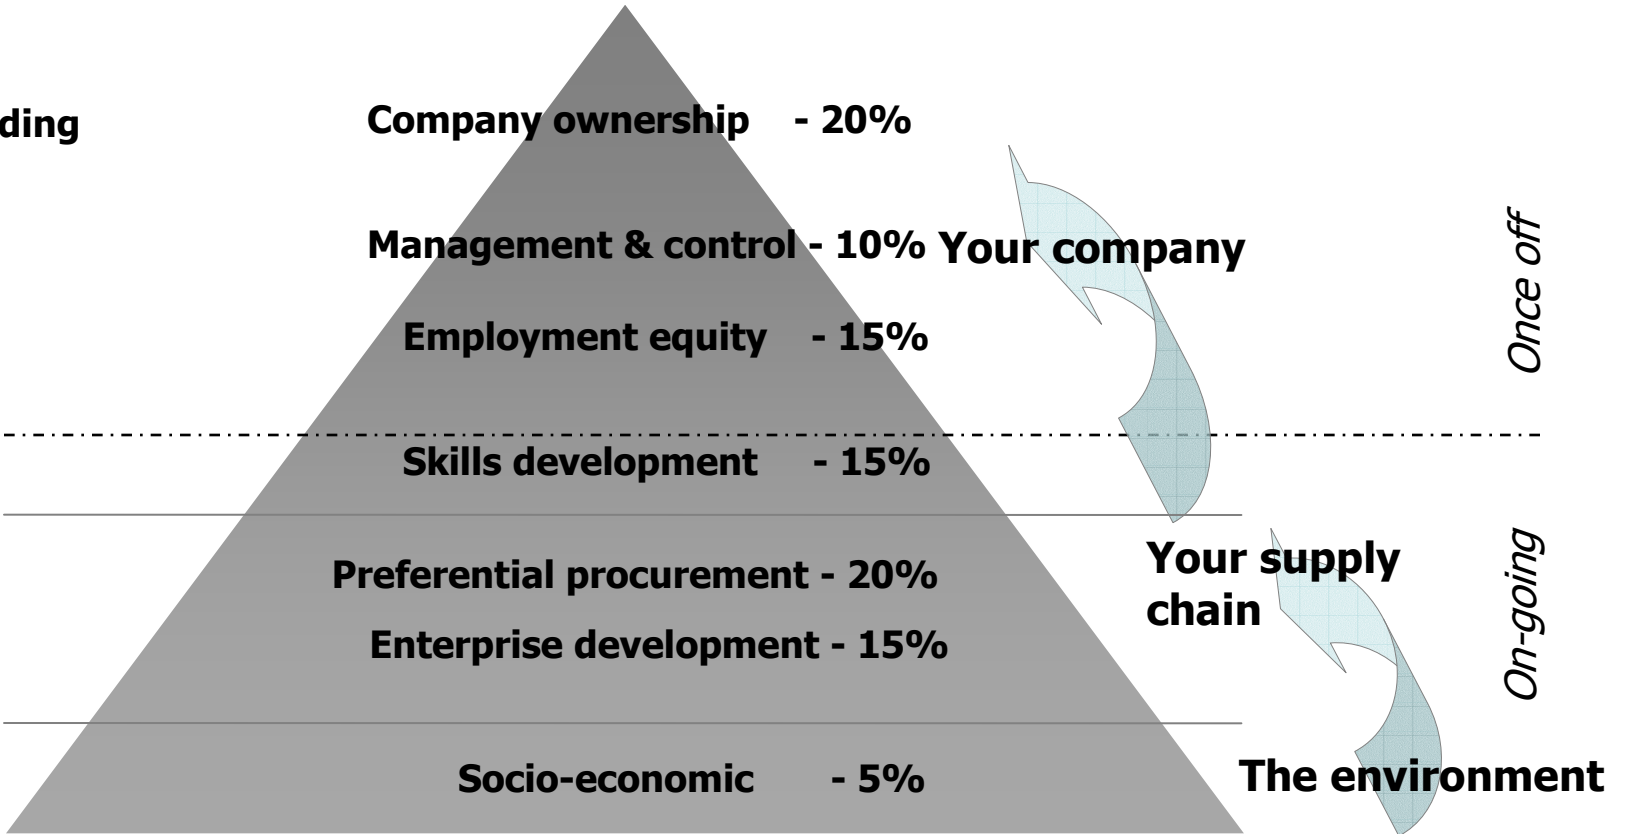 ding
Company ownership - 20%
Management & control - 10%
Your company
Once off
Employment equity - 15%
Skills development - 15%
Preferential procurement - 20%
Your supply
chain
On-going
Enterprise development - 15%
Socio-economic - 5%
The environment